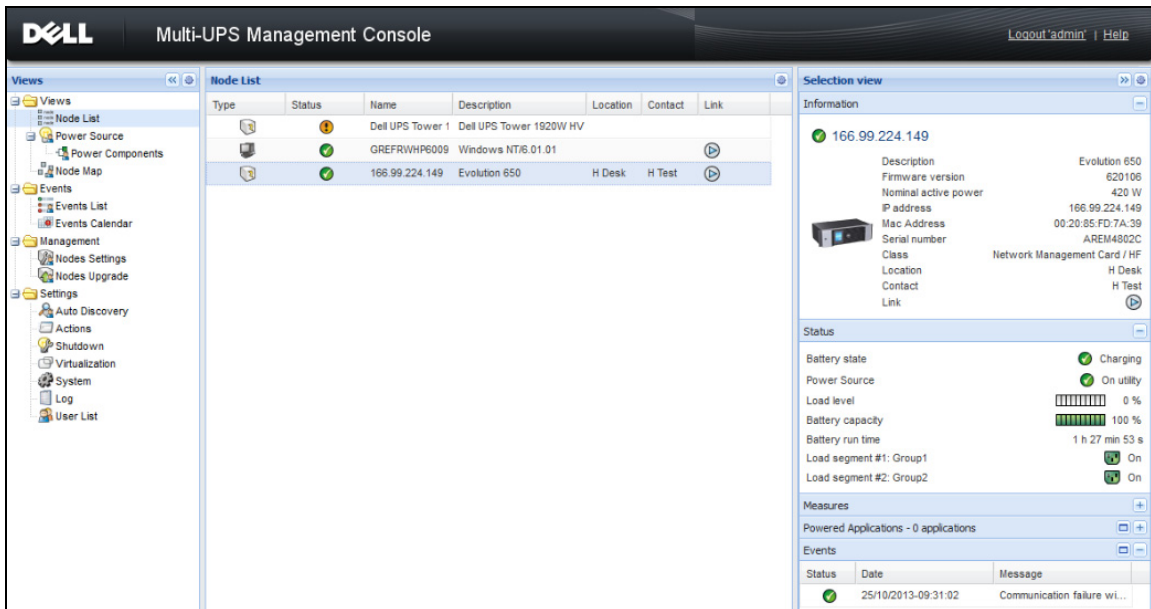 DELL Multi-UPS Management Console Logout 'admin' | Help
Views
Views
Node List
Power Source
Power Components
Node Map
Events
Events List
Events Calendar
Management
Nodes Settings
Nodes Upgrade
Settings
Auto Discovery
Actions
Shutdown
Virtualization
System
Log
User List
Node List
Type Status Name Description Location Contact Link
Dell UPS Tower 1 Dell UPS Tower 1920W HV
GREFRWHP6009 Windows NT/6.01.01
166.99.224.149 Evolution 650 H Desk H Test
Selection view
Information
166.99.224.149
Description Evolution 650
Firmware version 620106
Nominal active power 420 W
IP address 166.99.224.149
Mac Address 00:20:85:FD:7A:39
Serial number AREM4802C
Class Network Management Card / HF
Location H Desk
Contact H Test
Link
Status
Battery state Charging
Power Source On utility
Load level 0 %
Battery capacity 100 %
Battery run time 1 h 27 min 53 s
Load segment #1: Group1 On
Load segment #2: Group2 On
Measures
Powered Applications - 0 applications
Events
Status Date Message
25/10/2013-09:31:02 Communication failure wi...